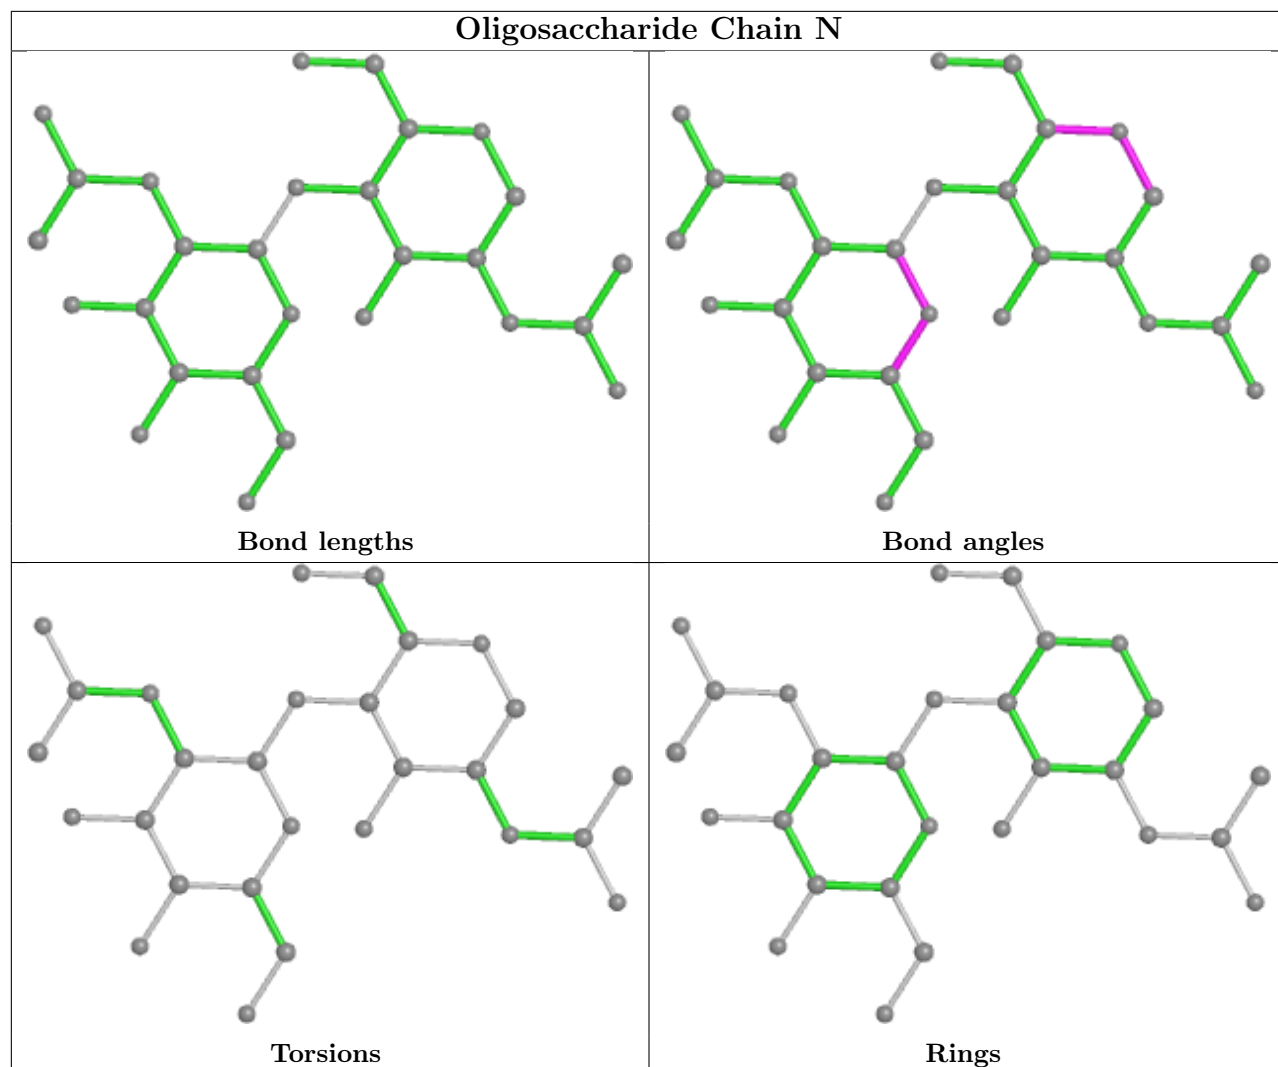 Oligosaccharide Chain N
Bond lengths
Bond angles
Torsions
Rings